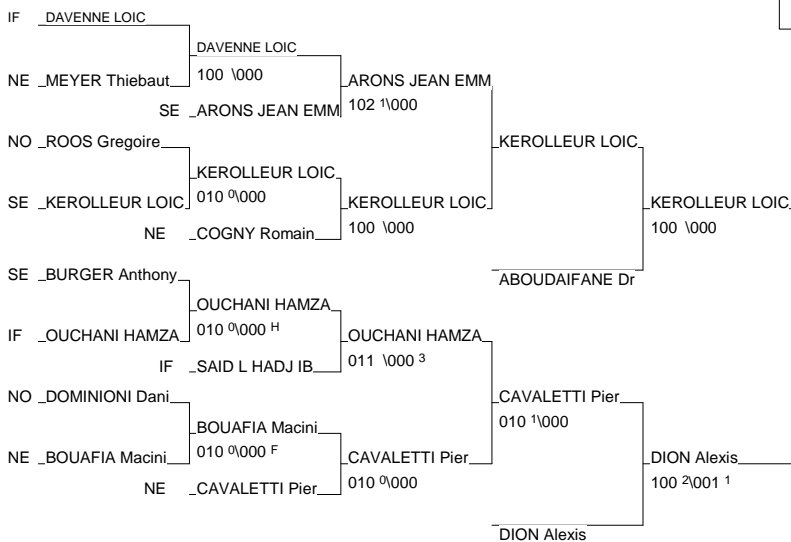 IF DAVENNE LOIC
DAVENNE LOIC
NE MEYER Thiebaut
100 \000
ARONS JEAN EMM
SE ARONS JEAN EMM
102 1\000
NO ROOS Gregoire
KEROLLEUR LOIC
KEROLLEUR LOIC
SE KEROLLEUR LOIC
010 0\000
KEROLLEUR LOIC
KEROLLEUR LOIC
NE COGNY Romain
100 \000
100 \000
SE BURGER Anthony
ABOUDAIFANE Dr
OUCHANI HAMZA
IF OUCHANI HAMZA
010 0\000 H
OUCHANI HAMZA
IF SAID L HADJ IB
011 \000 3
NO DOMINIONI Dani
CAVALETTI Pier
010 1\000
BOUAFIA Macini
NE BOUAFIA Macini
010 0\000 F
CAVALETTI Pier
DION Alexis
NE CAVALETTI Pier
010 0\000
100 2\001 1
DION Alexis